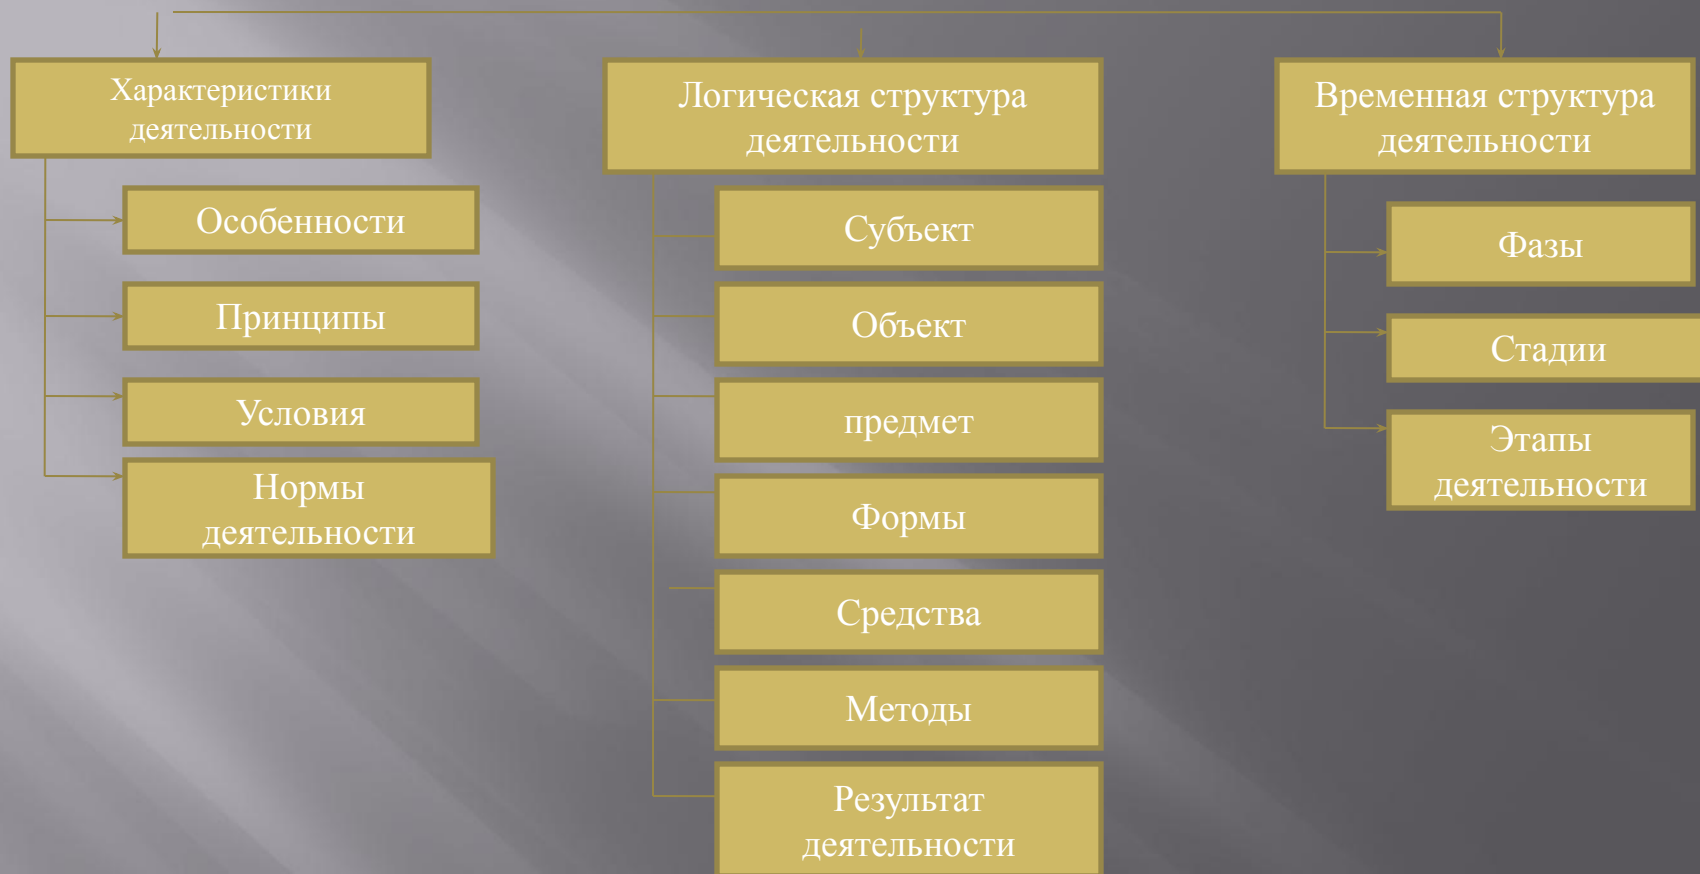 Характеристики
деятельности
Особенности
Принципы
Условия
Нормы
деятельности
Логическая структура
деятельности
Субъект
Объект
предмет
Формы
Средства
Методы
Результат
деятельности
Временная структура
деятельности
Фазы
Стадии
Этапы
деятельности